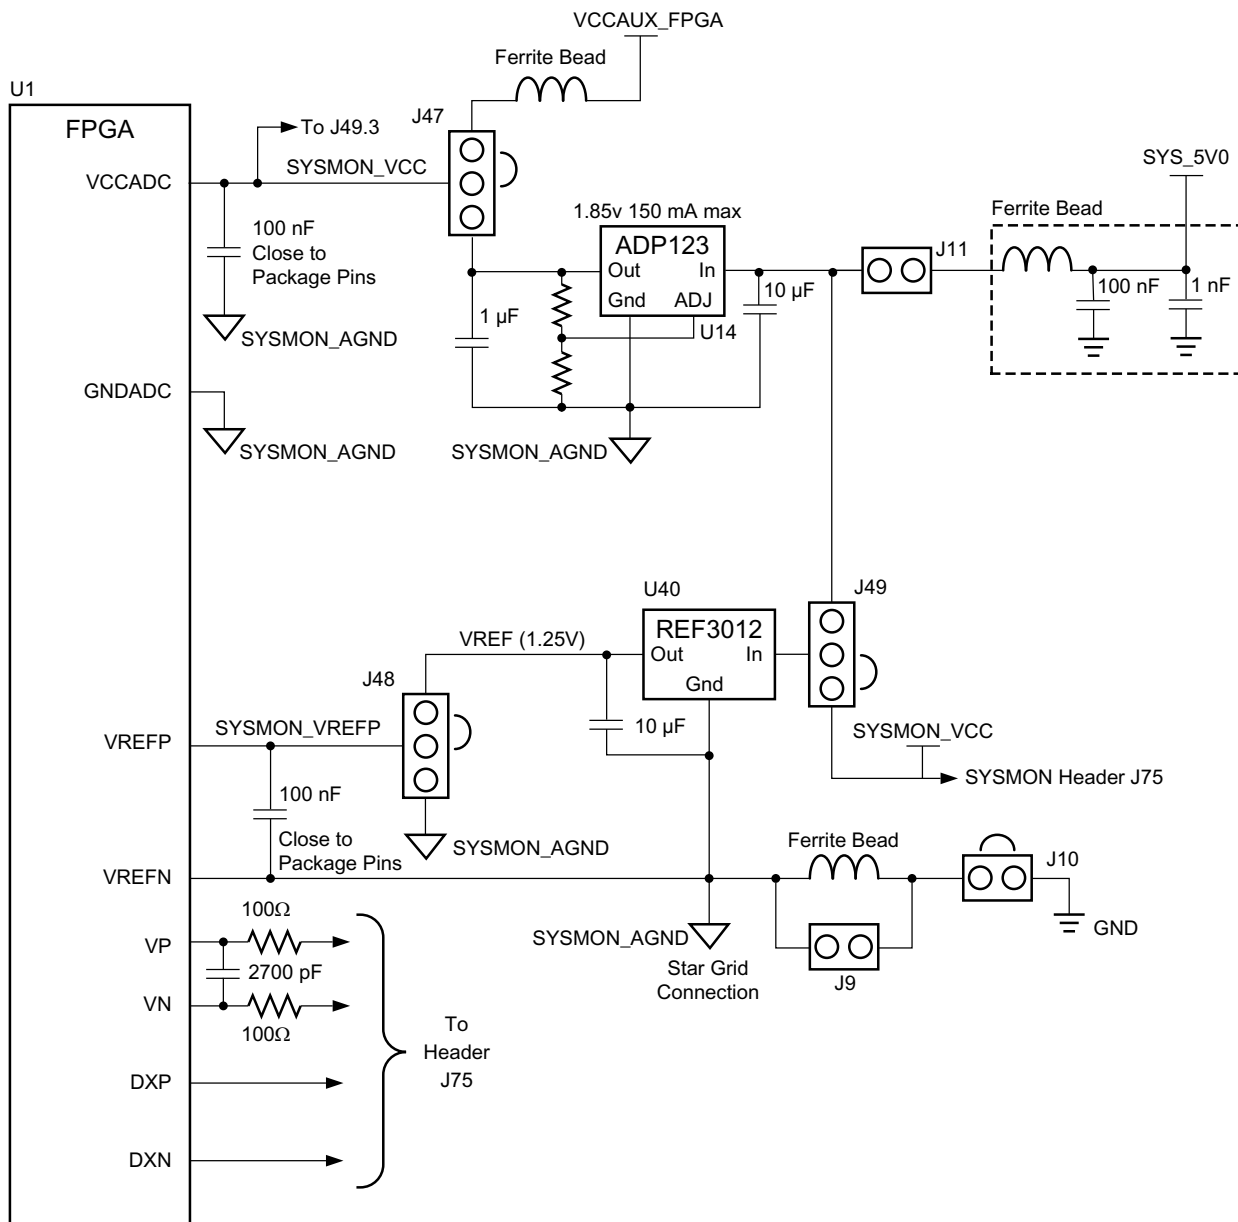 VCCAUX_FPGA
Ferrite Bead
U1
FPGA
J47
To J49.3
SYSMON_VCC
VCCADC
SYS_5V0
100 nF
Close to
Package Pins
1.85v 150 mA max
ADP123
Out
In
Gnd
ADJ
U14
10 µF
J11
Ferrite Bead
100 nF
1 nF
1 µF
SYSMON_AGND
GNDADC
SYSMON_AGND
SYSMON_AGND
U40
REF3012
Out
In
Gnd
J49
VREF (1.25V)
J48
10 µF
SYSMON_VREFP
VREFP
SYSMON_VCC
SYSMON Header J75
100 nF
Close to
Package Pins
SYSMON_AGND
Ferrite Bead
J10
VREFN
GND
SYSMON_AGND
Star Grid
Connection
J9
100Ω
VP
2700 pF
VN
100Ω
To
Header
J75
DXP
DXN